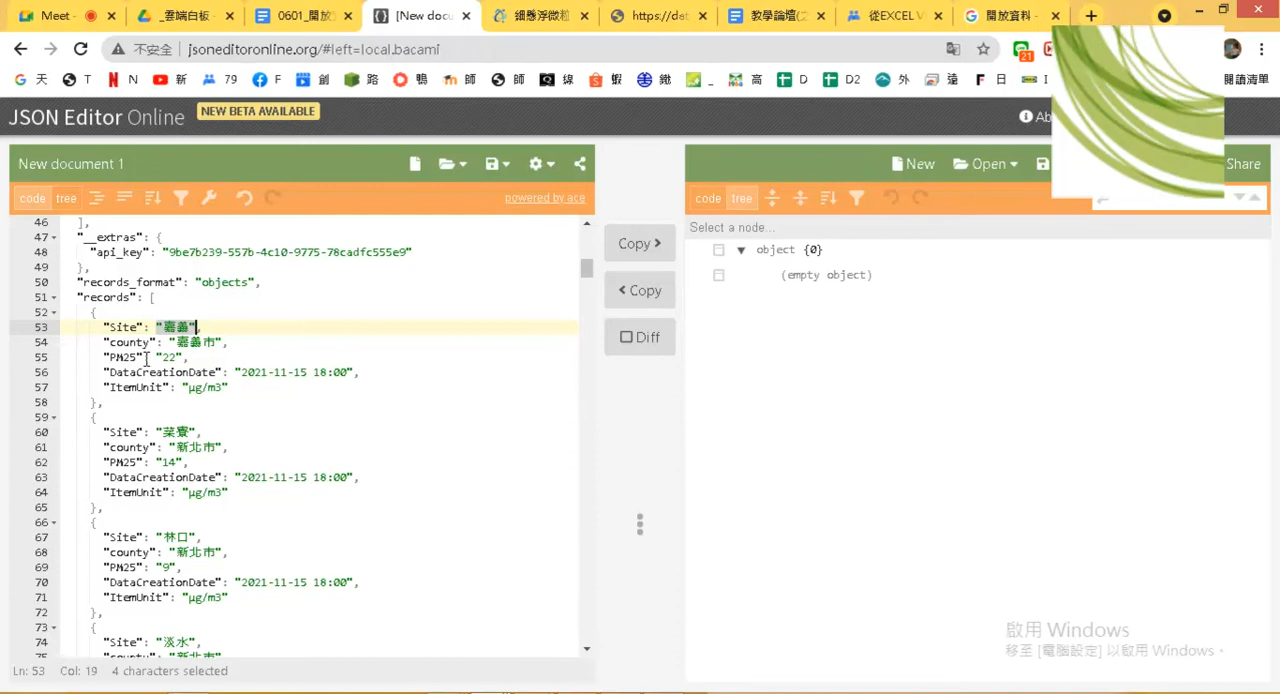 Meet -
_雲端白板 -
0601_開放
[New docu
細懸浮微粒
https://dat
教學論壇(
從EXCEL V
開放資料 -
不安全 jsoneditoronline.org/#left=local.bacami
天 T N 新 79 F 創 路 鴨 師 師 線 蝦 鐵 _ 高 D D2 外 遠 日 I 閱讀清單
21
JSON Editor Online NEW BETA AVAILABLE
Ab
New document 1
New Open Share
code tree powered by ace
code tree
Select a node...
object {0}
(empty object)
Copy >
< Copy
Diff
46 ],
47 "__extras": {
48 "api_key": "9be7b239-557b-4c10-9775-78cadfc555e9"
49 },
50 "records_format": "objects",
51 "records": [
52 {
53 "Site": "嘉義",
54 "county": "嘉義市",
55 "PM25": "22",
56 "DataCreationDate": "2021-11-15 18:00",
57 "ItemUnit": "μg/m3"
58 },
59 {
60 "Site": "菜寮",
61 "county": "新北市",
62 "PM25": "14",
63 "DataCreationDate": "2021-11-15 18:00",
64 "ItemUnit": "μg/m3"
65 },
66 {
67 "Site": "林口",
68 "county": "新北市",
69 "PM25": "9",
70 "DataCreationDate": "2021-11-15 18:00",
71 "ItemUnit": "μg/m3"
72 },
73 {
74 "Site": "淡水",
75 "county": "新北市"
Ln: 53 Col: 19 4 characters selected
啟用 Windows
移至 [電腦設定] 以啟用 Windows。